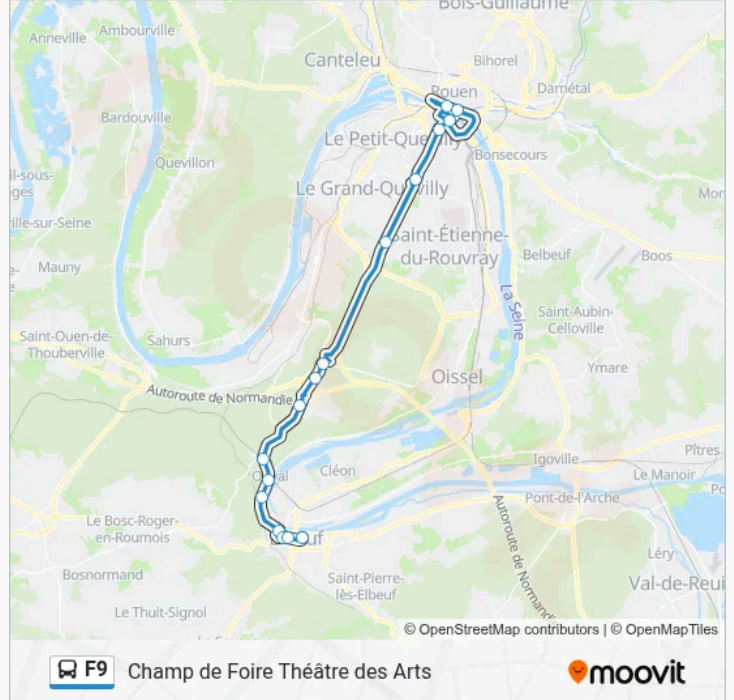 Bois-Guillaume
Anneville
Ambourville
Canteleu
Bihorel
Rouen
Darnétal
Bardouville
Le Petit-Quevilly
Bonsecours
Quevillon
Le Grand-Quevilly
Saint-Étienne-
du-Rouvray
Belbeuf
Boos
Mauny
La Seine
Saint-Aubin-
Celloville
Saint-Ouen-de-
Thouberville
Sahurs
Ymare
Oissel
Autoroute de Normandie
Cléon
Igoville
Pîtres
Le Manoir
Pont-de-l'Arche
Le Bosc-Roger-
en-Roumois
Autoroute de Normandie
Léry
Bosnormand
Saint-Pierre-
lès-Elbeuf
Val-de-Reui
Le Thuit-Signol
© OpenStreetMap contributors | © OpenMapTiles
F9 Champ de Foire Théâtre des Arts
moovit